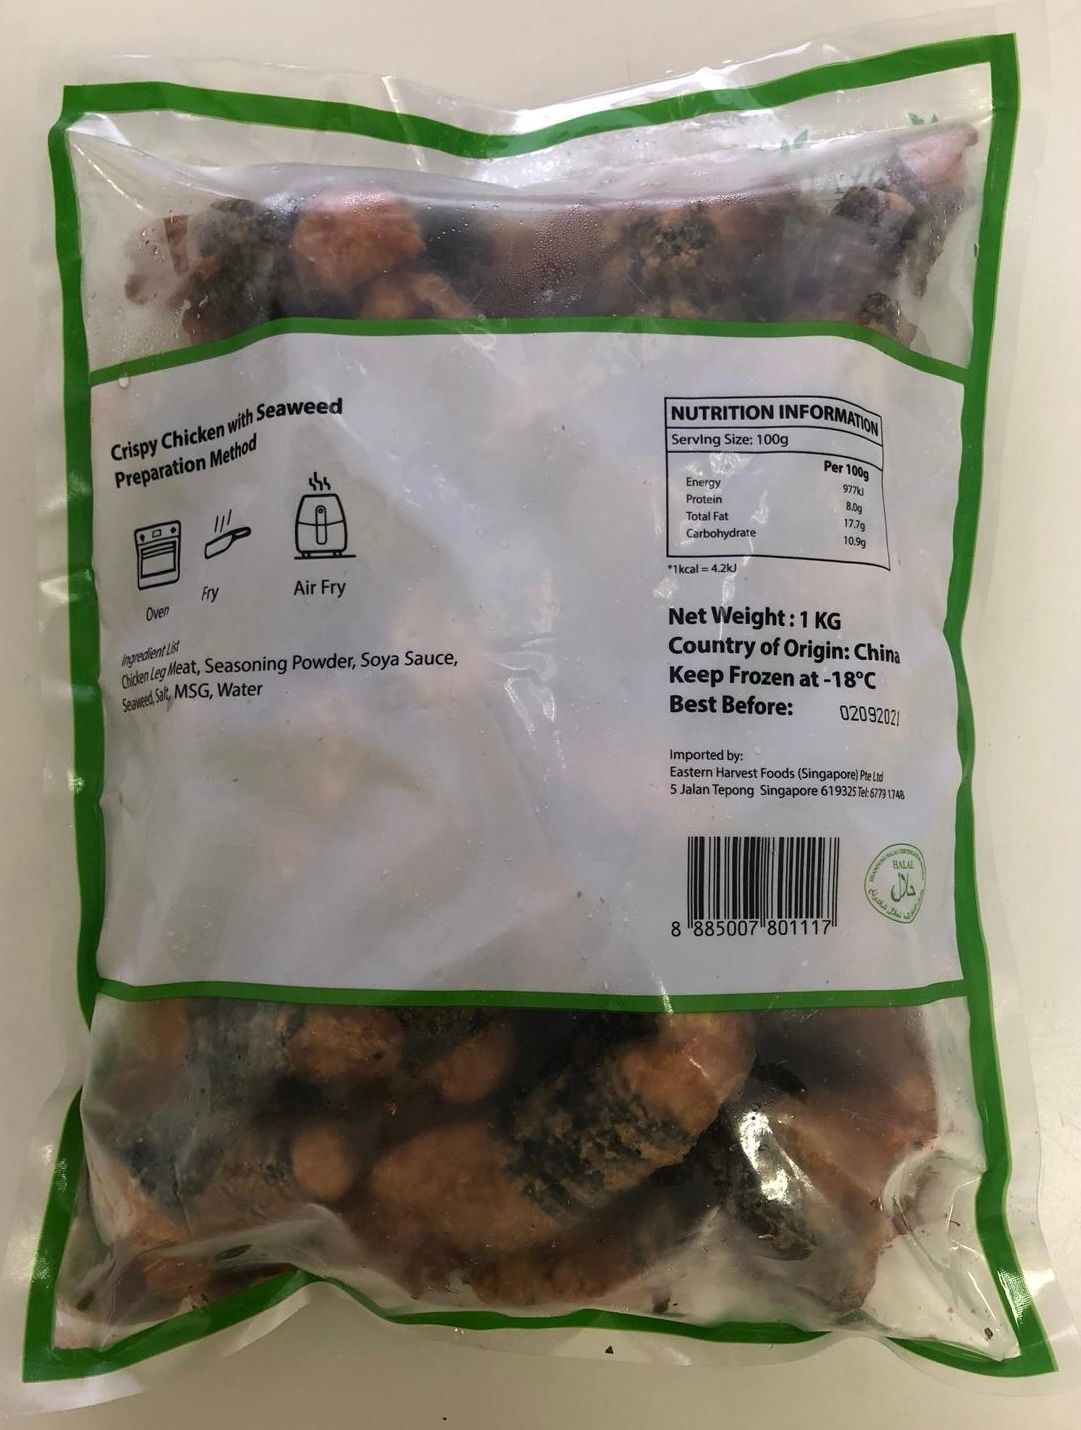 Crispy Chicken with Seaweed
Preparation Method
Oven
Fry
Air Fry
Ingredient List
Chicken Leg Meat, Seasoning Powder, Soya Sauce,
Seaweed, Salt, MSG, Water
NUTRITION INFORMATION
Serving Size: 100g
Per 100g
Energy 977kJ
Protein 8.0g
Total Fat 17.7g
Carbohydrate 10.9g
*1kcal = 4.2kJ
Net Weight : 1 KG
Country of Origin: China
Keep Frozen at -18°C
Best Before: 02092021
Imported by:
Eastern Harvest Foods (Singapore) Pte Ltd
5 Jalan Tepong Singapore 619325 Tel: 6779 1748
8 885007 801117
HALAL
حلال